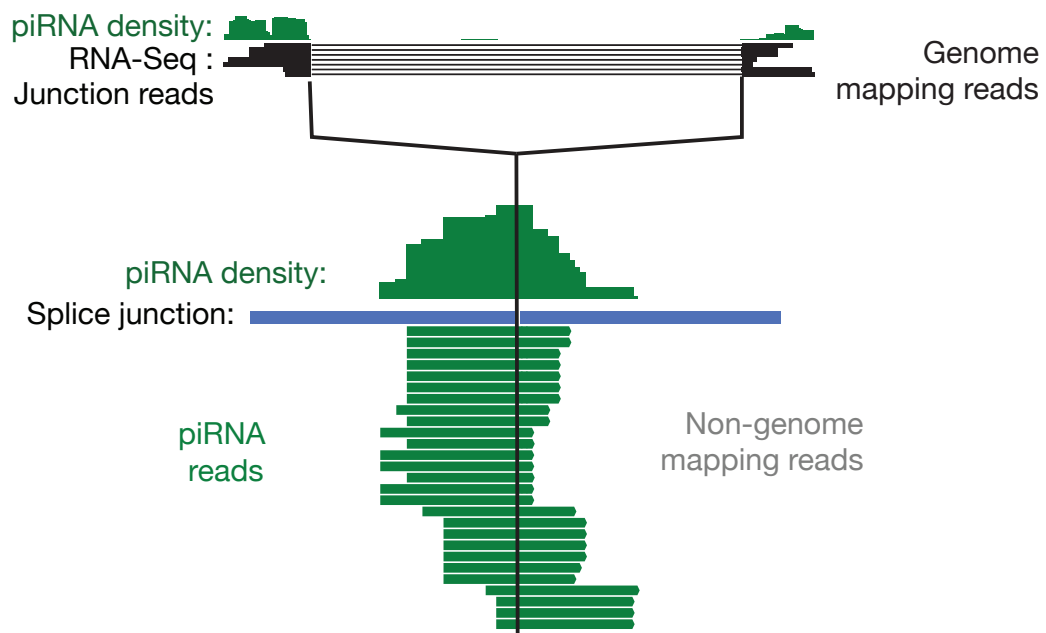 piRNA density:
RNA-Seq :
Junction reads
Genome
mapping reads
piRNA density:
Splice junction:
piRNA
reads
Non-genome
mapping reads